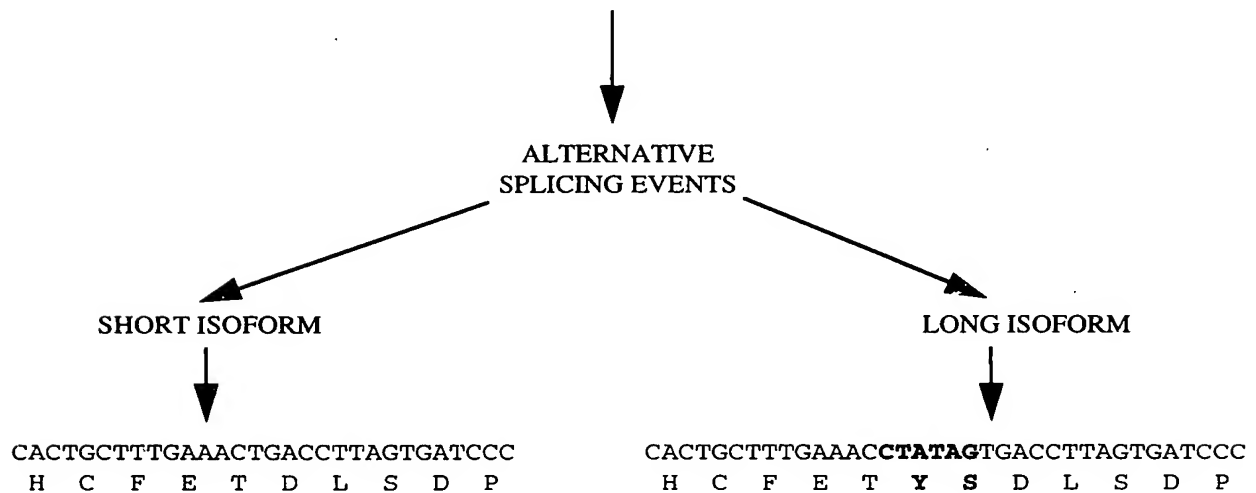 ALTERNATIVE
SPLICING EVENTS
SHORT ISOFORM
LONG ISOFORM
CACTGCTTTGAAACTGACCTTAGTGATCCC
H C F E T D L S D P
CACTGCTTTGAAACCTATAGTGACCTTAGTGATCCC
H C F E T Y S D L S D P